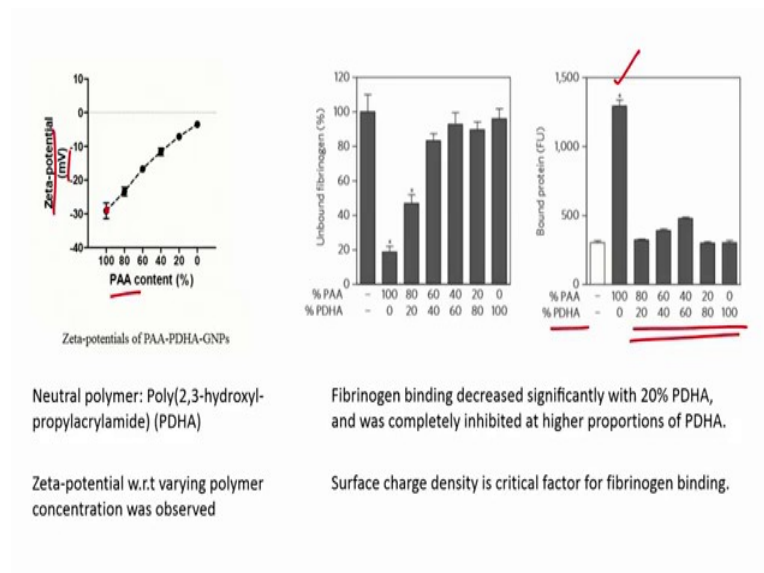 10
0
-10
-20
-30
-40
Zeta-potential
(mV)
100 80 60 40 20 0
PAA content (%)
Zeta-potentials of PAA-PDHA-GNPs
120
100
80
60
40
20
0
Unbound fibrinogen (%)
*
*
% PAA – 100 80 60 40 20 0
% PDHA – 0 20 40 60 80 100
1,500
1,000
500
0
Bound protein (FU)
*
% PAA – 100 80 60 40 20 0
% PDHA – 0 20 40 60 80 100
Neutral polymer: Poly(2,3-hydroxyl-
propylacrylamide) (PDHA)
Zeta-potential w.r.t varying polymer
concentration was observed
Fibrinogen binding decreased significantly with 20% PDHA,
and was completely inhibited at higher proportions of PDHA.
Surface charge density is critical factor for fibrinogen binding.